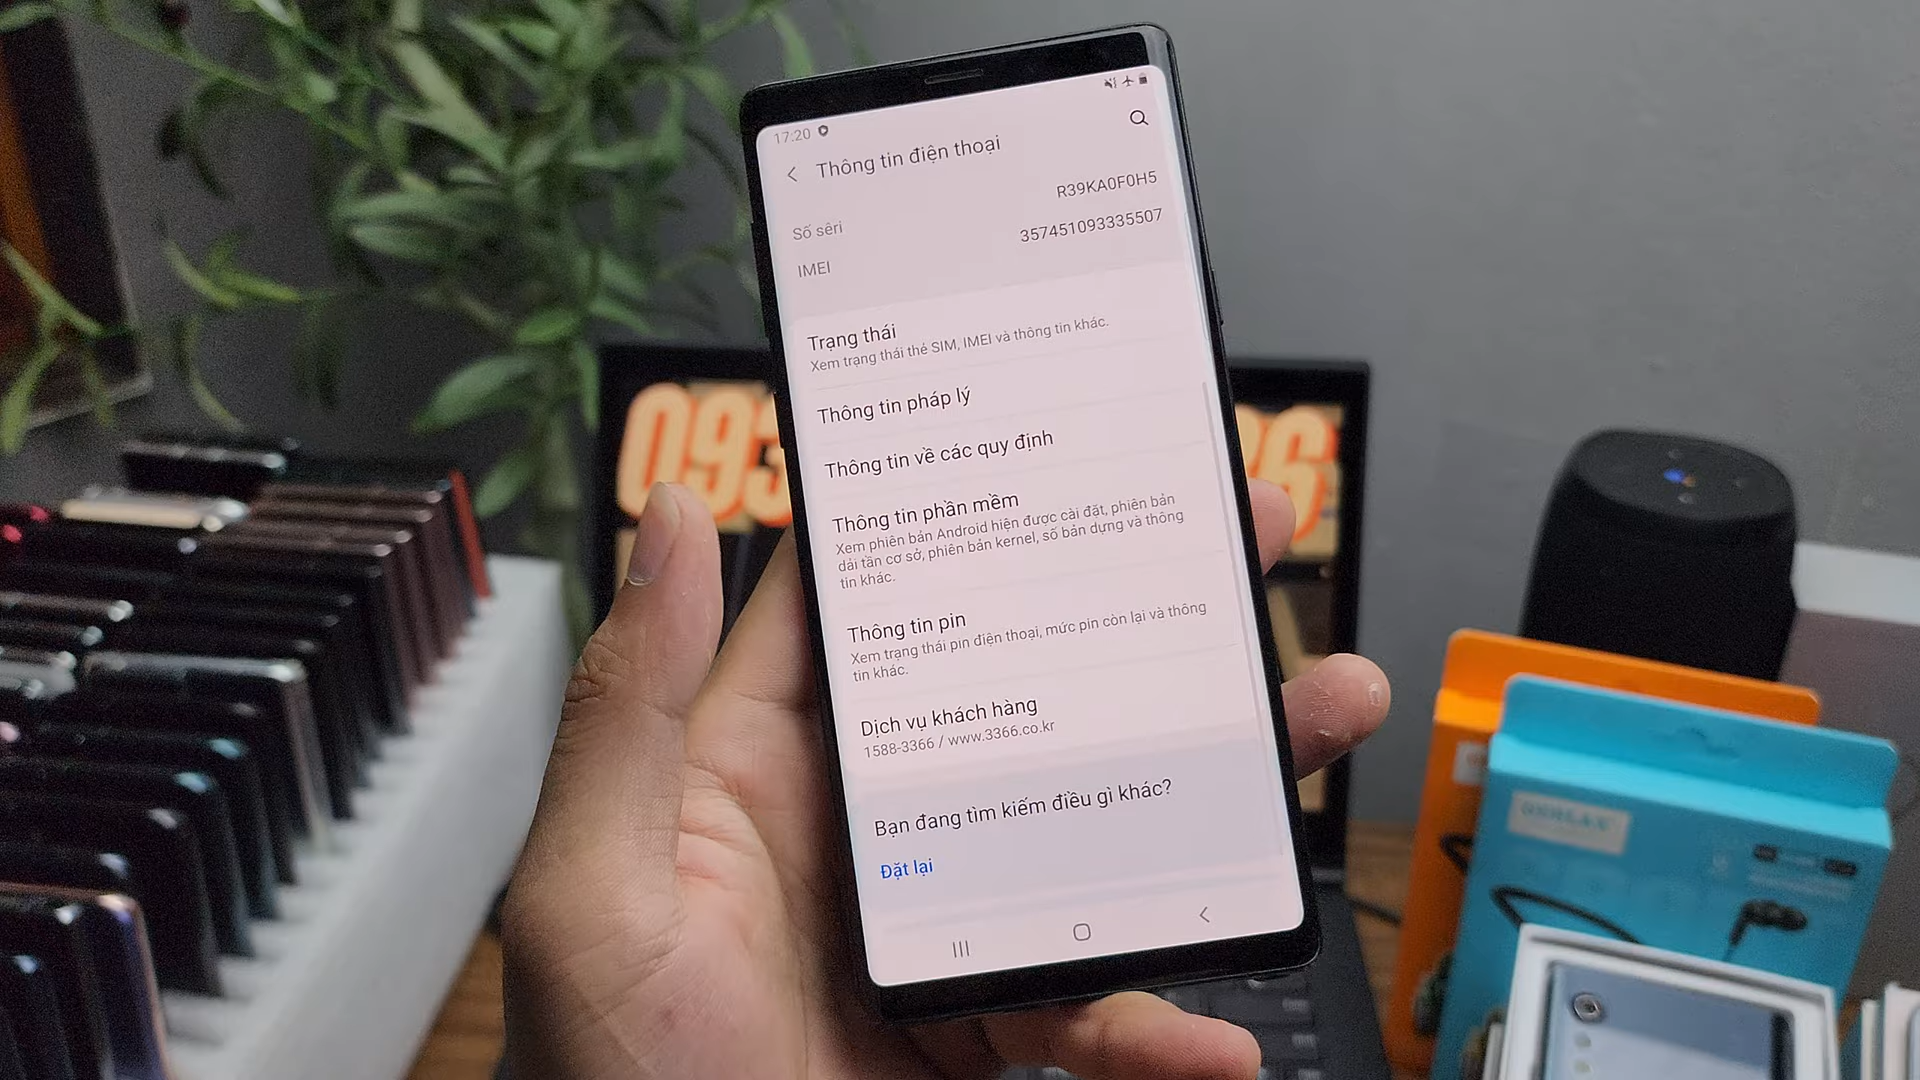 17:20
Thông tin điện thoại
Số sêri
R39KA0F0H5
IMEI
357451093335507
Trạng thái
Xem trạng thái thẻ SIM, IMEI và thông tin khác.
Thông tin pháp lý
Thông tin về các quy định
Thông tin phần mềm
Xem phiên bản Android hiện được cài đặt, phiên bản
dải tần cơ sở, phiên bản kernel, số bản dựng và thông
tin khác.
Thông tin pin
Xem trạng thái pin điện thoại, mức pin còn lại và thông
tin khác.
Dịch vụ khách hàng
1588-3366 / www.3366.co.kr
Bạn đang tìm kiếm điều gì khác?
Đặt lại
093